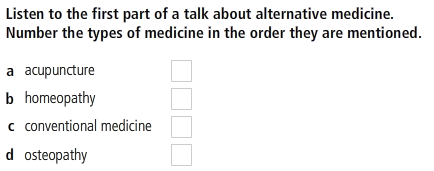 Listen to the first part of a talk about alternative medicine.
Number the types of medicine in the order they are mentioned.
a acupuncture
b homeopathy
c conventional medicine
d osteopathy